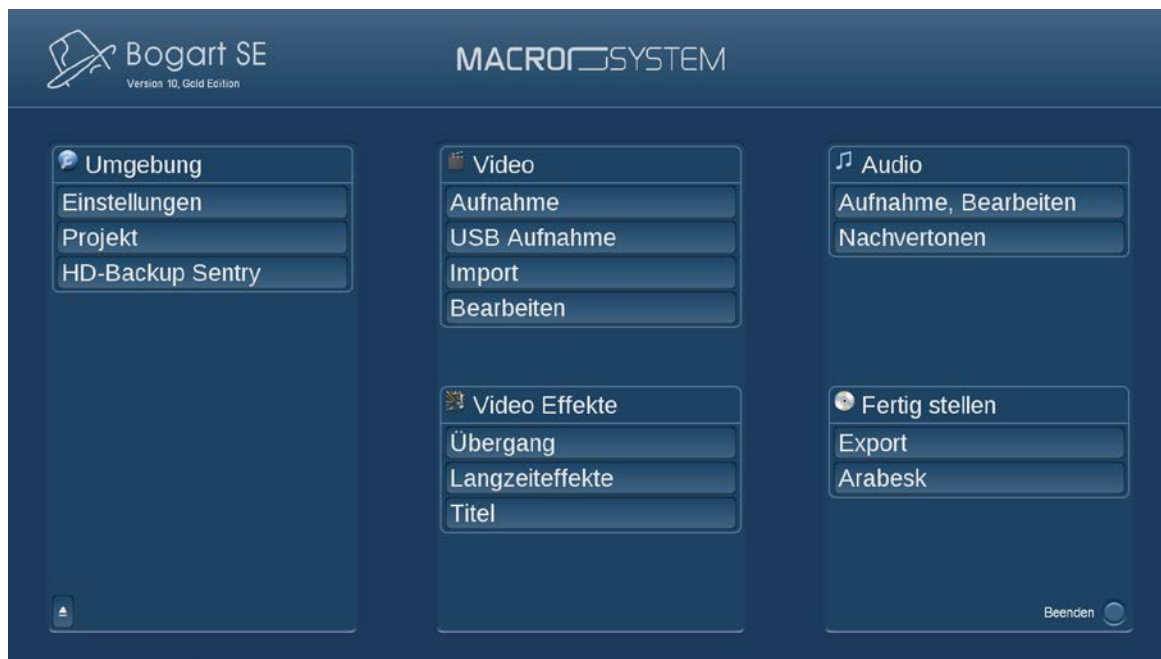 Bogart SE
Version 10, Gold Edition
MACROSYSTEM
Umgebung
Einstellungen
Projekt
HD-Backup Sentry
Video
Aufnahme
USB Aufnahme
Import
Bearbeiten
Audio
Aufnahme, Bearbeiten
Nachvertonen
Video Effekte
Übergang
Langzeiteffekte
Titel
Fertig stellen
Export
Arabesk
Beenden